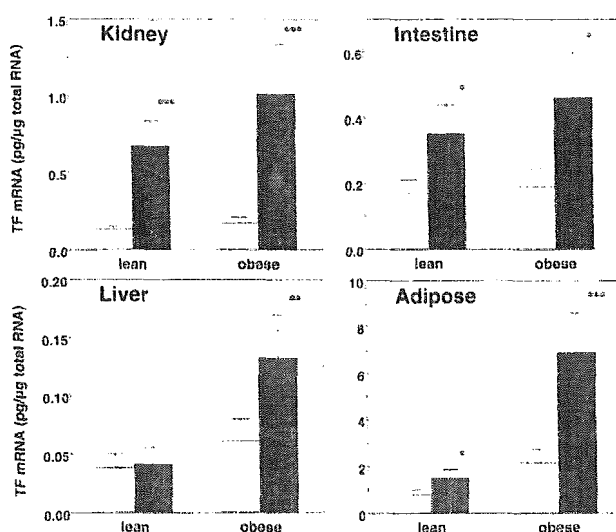 Kidney
Intestine
TF mRNA (pg/µg total RNA)
1.5
1.0
0.5
0.0
***
***
lean
obese
0.6
0.4
0.2
0.0
*
*
lean
obese
Liver
Adipose
TF mRNA (pg/µg total RNA)
0.20
0.15
0.10
0.05
0.00
**
lean
obese
10
8
6
4
2
0
*
***
lean
obese